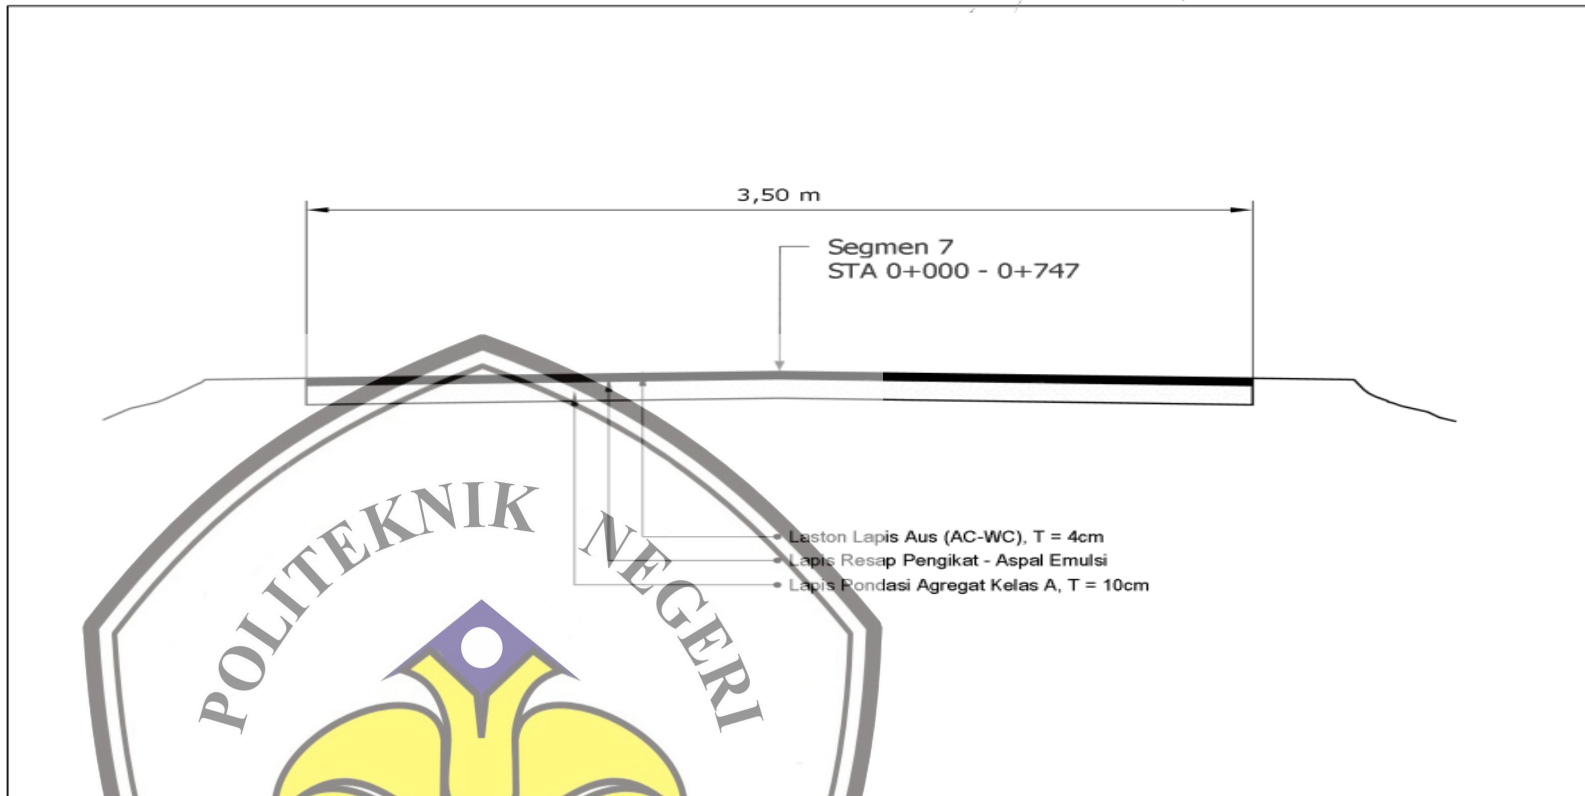 3,50 m
Segmen 7
STA 0+000 - 0+747
Laston Lapis Aus (AC-WC), T = 4cm
Lapis Resap Pengikat - Aspal Emulsi
Lapis Pondasi Agregat Kelas A, T = 10cm
POLITEKNIK NEGERI